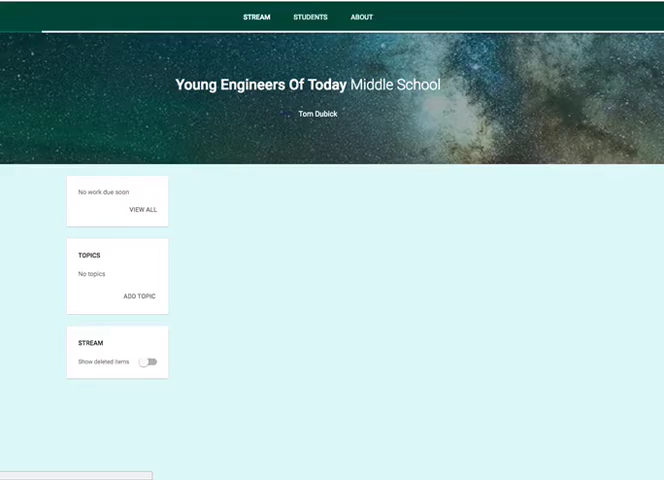 STREAM STUDENTS ABOUT
Young Engineers Of Today Middle School
Tom Dubick
No work due soon
VIEW ALL
TOPICS
No topics
ADD TOPIC
STREAM
Show deleted items